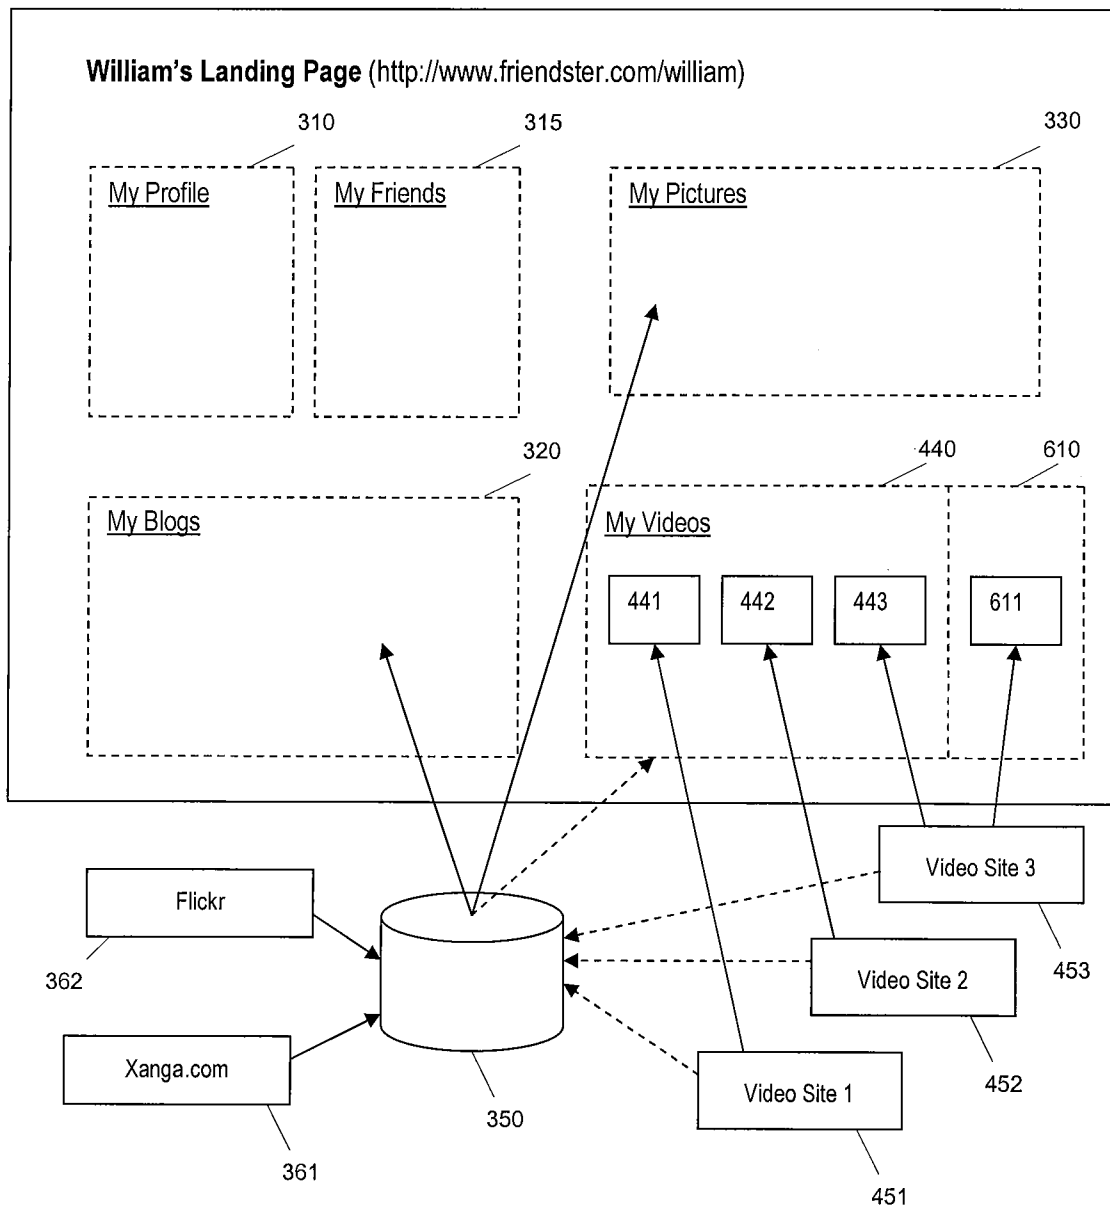 William's Landing Page (http://www.friendster.com/william)
310
315
330
My Profile
My Friends
My Pictures
320
440
610
My Blogs
My Videos
441
442
443
611
Video Site 3
Flickr
453
362
Video Site 2
Xanga.com
452
350
Video Site 1
361
451